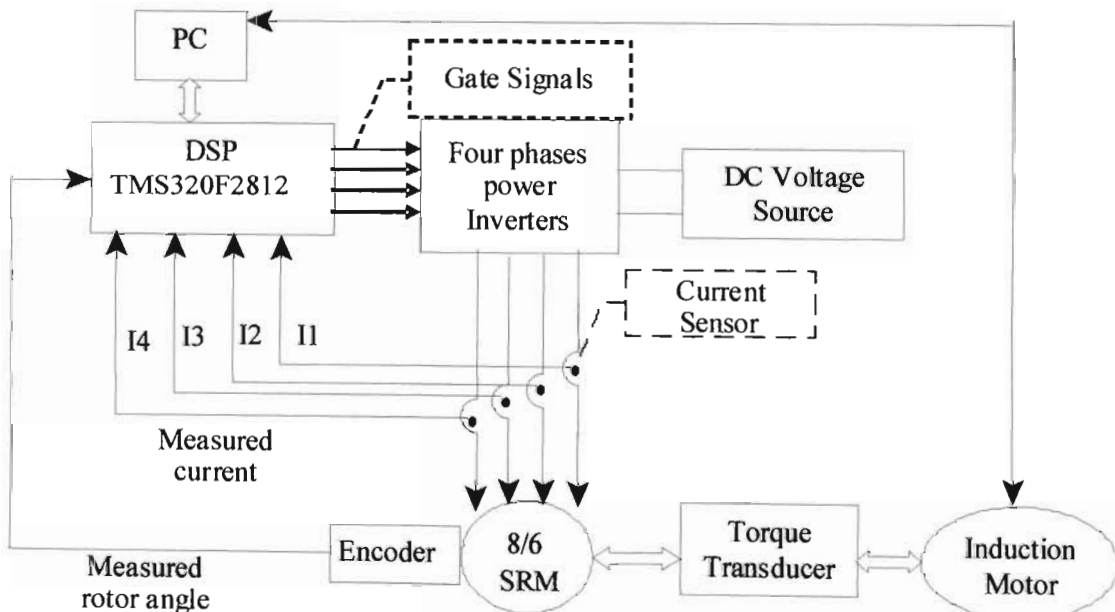 PC
Gate Signals
DSP
TMS320F2812
Four phases
power
Inverters
DC Voltage
Source
Current
Sensor
I4
I3
I2
I1
Measured
current
Encoder
8/6
SRM
Torque
Transducer
Induction
Motor
Measured
rotor angle